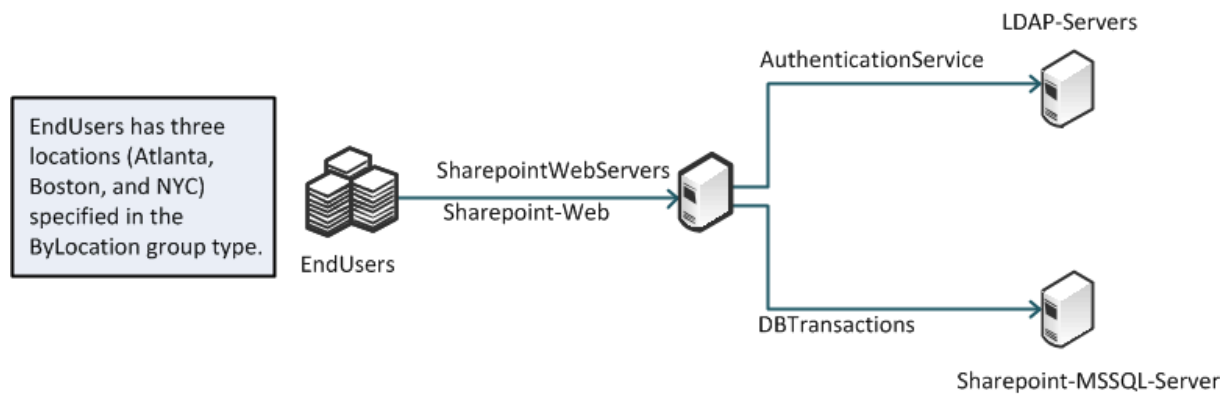 LDAP-Servers
AuthenticationService
EndUsers has three
locations (Atlanta,
Boston, and NYC)
specified in the
ByLocation group type.
SharepointWebServers
Sharepoint-Web
EndUsers
DBTransactions
Sharepoint-MSSQL-Server